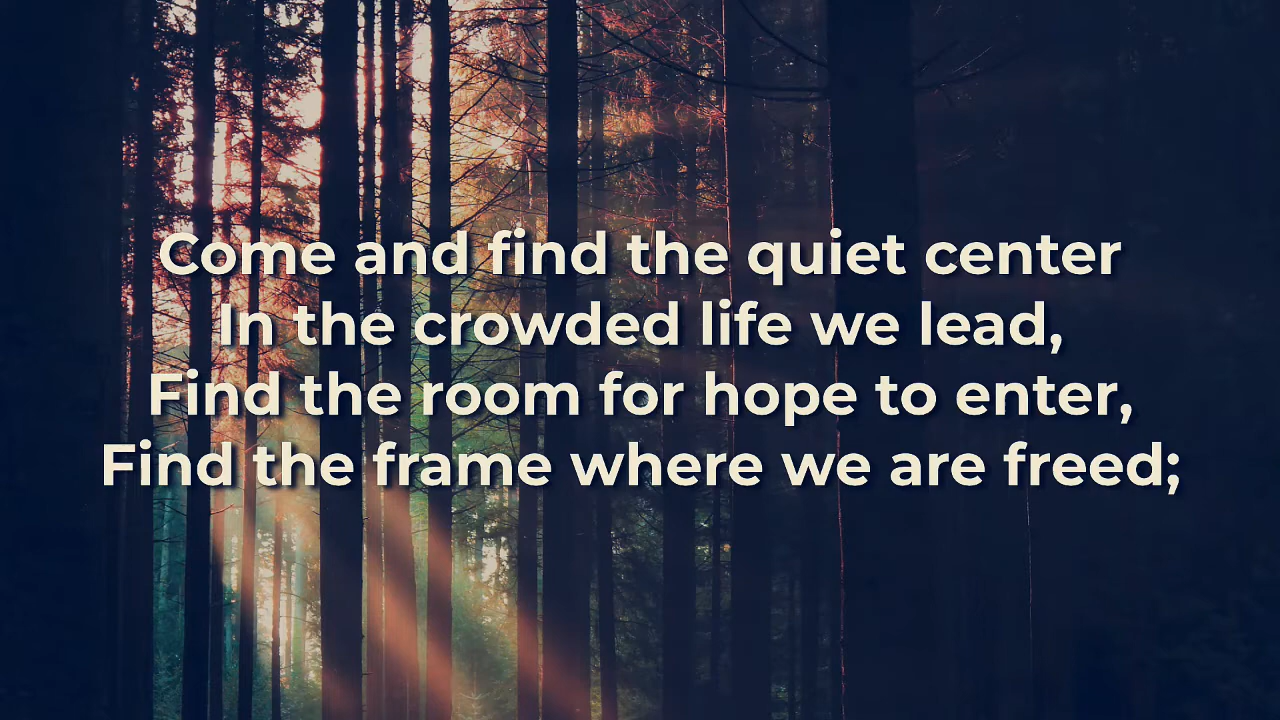 Come and find the quiet center
In the crowded life we lead,
Find the room for hope to enter,
Find the frame where we are freed;